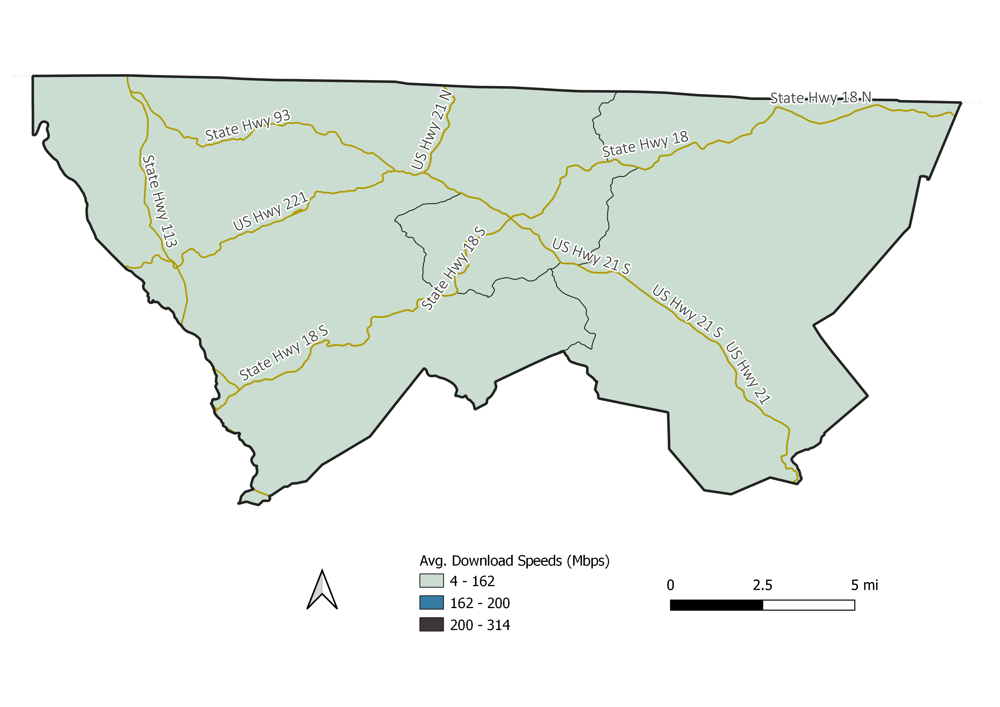 State Hwy 18 N
US Hwy 21 N
State Hwy 93
State Hwy 18
State Hwy 113
US Hwy 221
State Hwy 18 S
US Hwy 21 S
US Hwy 21 S
State Hwy 18 S
US Hwy 21
Avg. Download Speeds (Mbps)
4 - 162
162 - 200
200 - 314
0 2.5 5 mi